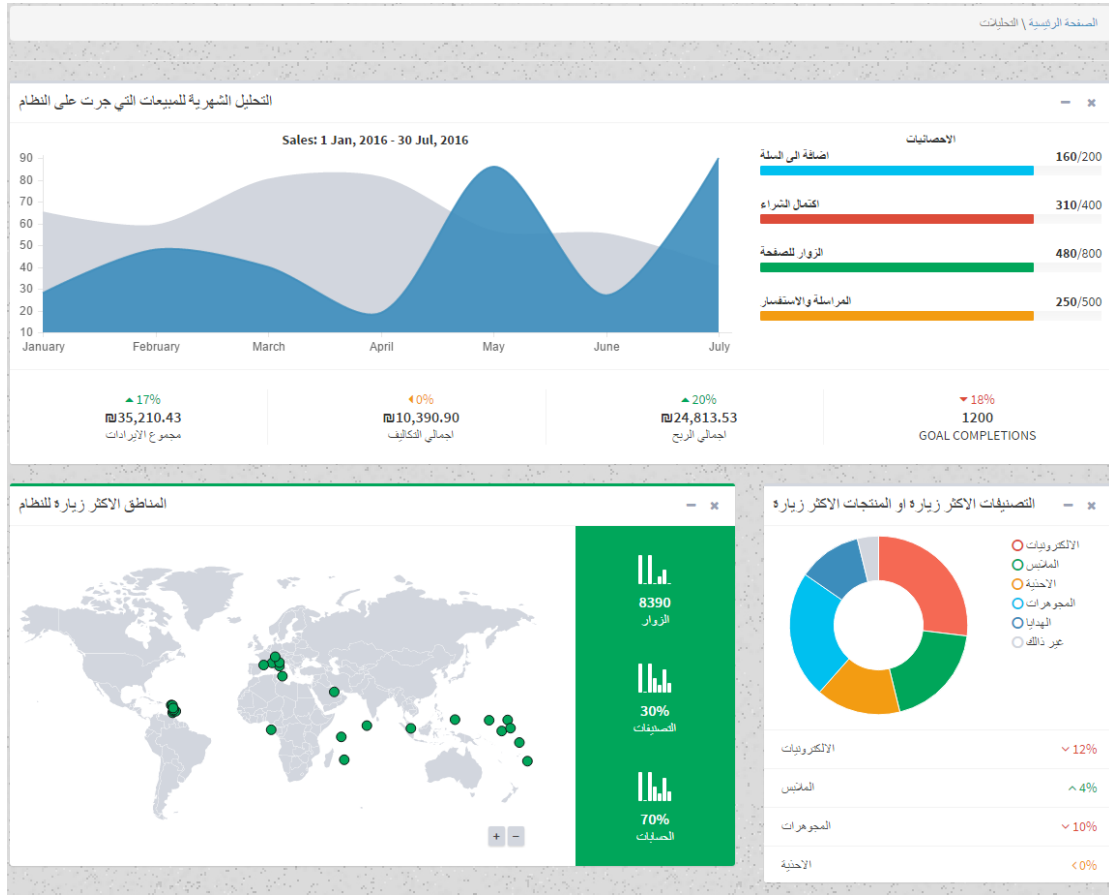 الصفحة الرئيسية \ التحليلات
التحليل الشهرية للمبيعات التي جرت على النظام
Sales: 1 Jan, 2016 - 30 Jul, 2016
90
80
70
60
50
40
30
20
10
January February March April May June July
الاحصائيات
اضافة الى السلة 160/200
اكتمال الشراء 310/400
الزوار للصفحة 480/800
المراسلة والاستفسار 250/500
17%
₪35,210.43
مجموع الايرادات
0%
₪10,390.90
اجمالي التكاليف
20%
₪24,813.53
اجمالي الربح
18%
1200
GOAL COMPLETIONS
المناطق الاكثر زيارة للنظام
8390
الزوار
30%
التصنيفات
70%
الحسابات
+ −
التصنيفات الاكثر زيارة او المنتجات الاكثر زيارة
الالكترونيات
الملابس
الاحذية
المجوهرات
الهدايا
غير ذالك
الالكترونيات 12%
الملابس 4%
المجوهرات 10%
الاحذية 0%